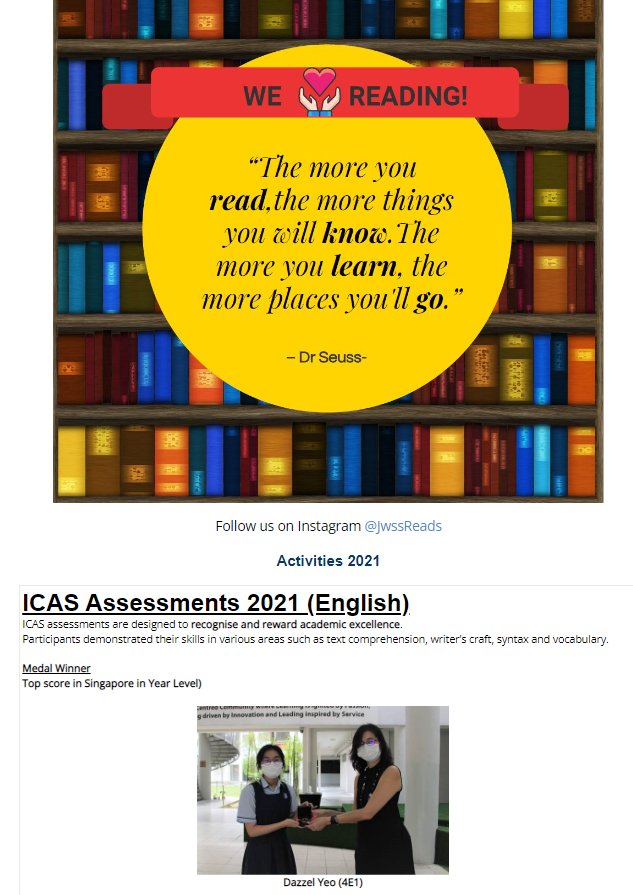 WE READING!
“The more you
read,the more things
you will know.The
more you learn, the
more places you'll go.”
– Dr Seuss-
Follow us on Instagram @JwssReads
Activities 2021
ICAS Assessments 2021 (English)
ICAS assessments are designed to recognise and reward academic excellence.
Participants demonstrated their skills in various areas such as text comprehension, writer's craft, syntax and vocabulary.
Medal Winner
Top score in Singapore in Year Level)
entred Community where Learning is Ignited by Passion,
g driven by Innovation and Leading inspired by Service
Dazzel Yeo (4E1)